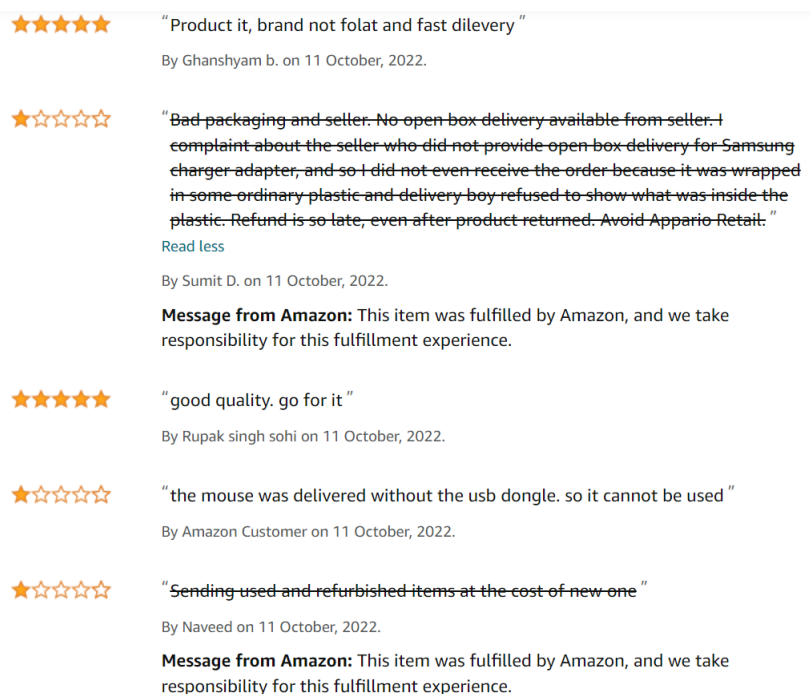 “Product it, brand not folat and fast dilevery”
By Ghanshyam b. on 11 October, 2022.
“Bad packaging and seller. No open box delivery available from seller. I
complaint about the seller who did not provide open box delivery for Samsung
charger adapter, and so I did not even receive the order because it was wrapped
in some ordinary plastic and delivery boy refused to show what was inside the
plastic. Refund is so late, even after product returned. Avoid Appario Retail.”
Read less
By Sumit D. on 11 October, 2022.
Message from Amazon: This item was fulfilled by Amazon, and we take
responsibility for this fulfillment experience.
“good quality. go for it”
By Rupak singh sohi on 11 October, 2022.
“the mouse was delivered without the usb dongle. so it cannot be used”
By Amazon Customer on 11 October, 2022.
“Sending used and refurbished items at the cost of new one”
By Naveed on 11 October, 2022.
Message from Amazon: This item was fulfilled by Amazon, and we take
responsibility for this fulfillment experience.